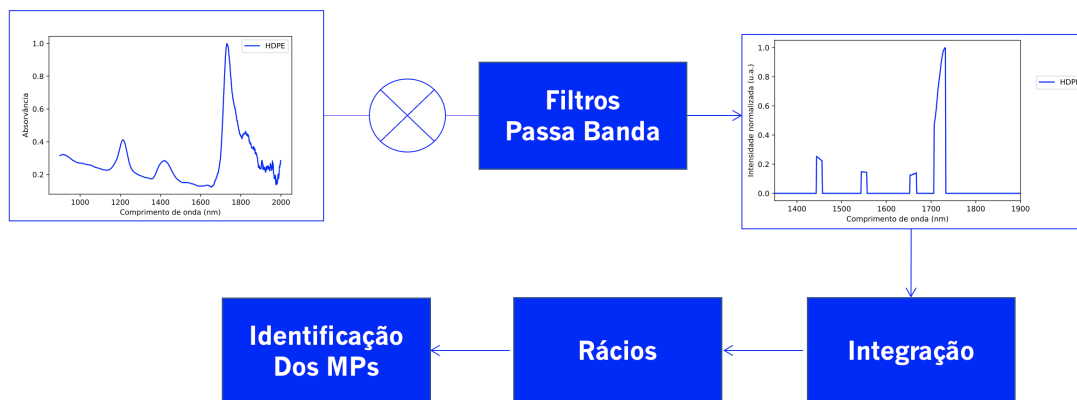 HDPE
1.0
0.8
0.6
0.4
0.2
Absorvância
1000
1200
1400
1600
1800
2000
Comprimento de onda (nm)
Filtros
Passa Banda
1.0
0.8
0.6
0.4
0.2
0.0
Intensidade normalizada (u.a.)
HDPE
1400
1500
1600
1700
1800
1900
Comprimento de onda (nm)
Identificação
Dos MPs
Rácios
Integração